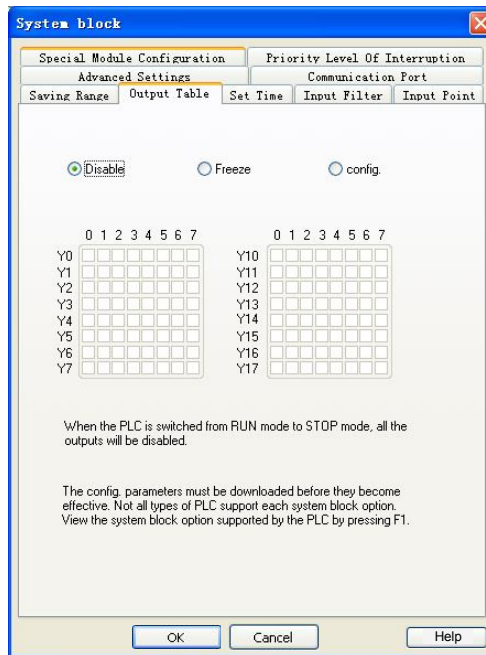 System block
Special Module Configuration Priority Level Of Interruption
Advanced Settings Communication Port
Saving Range Output Table Set Time Input Filter Input Point
Disable Freeze config.
0 1 2 3 4 5 6 7 0 1 2 3 4 5 6 7
Y0 Y10
Y1 Y11
Y2 Y12
Y3 Y13
Y4 Y14
Y5 Y15
Y6 Y16
Y7 Y17
When the PLC is switched from RUN mode to STOP mode, all the
outputs will be disabled.
The config. parameters must be downloaded before they become
effective. Not all types of PLC support each system block option.
View the system block option supported by the PLC by pressing F1.
OK Cancel Help